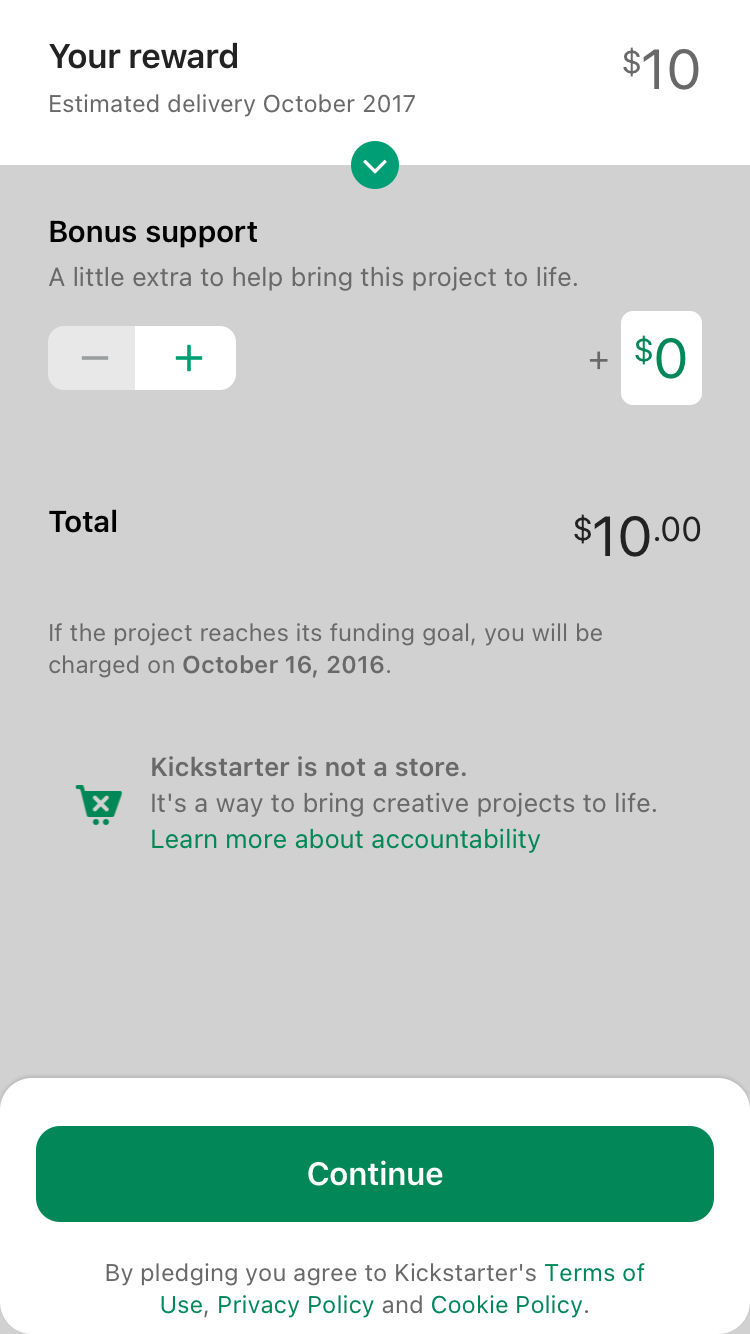 Your reward
$10
Estimated delivery October 2017
Bonus support
A little extra to help bring this project to life.
− +
+ $0
Total
$10.00
If the project reaches its funding goal, you will be
charged on October 16, 2016.
Kickstarter is not a store.
It's a way to bring creative projects to life.
Learn more about accountability
Continue
By pledging you agree to Kickstarter's Terms of
Use, Privacy Policy and Cookie Policy.